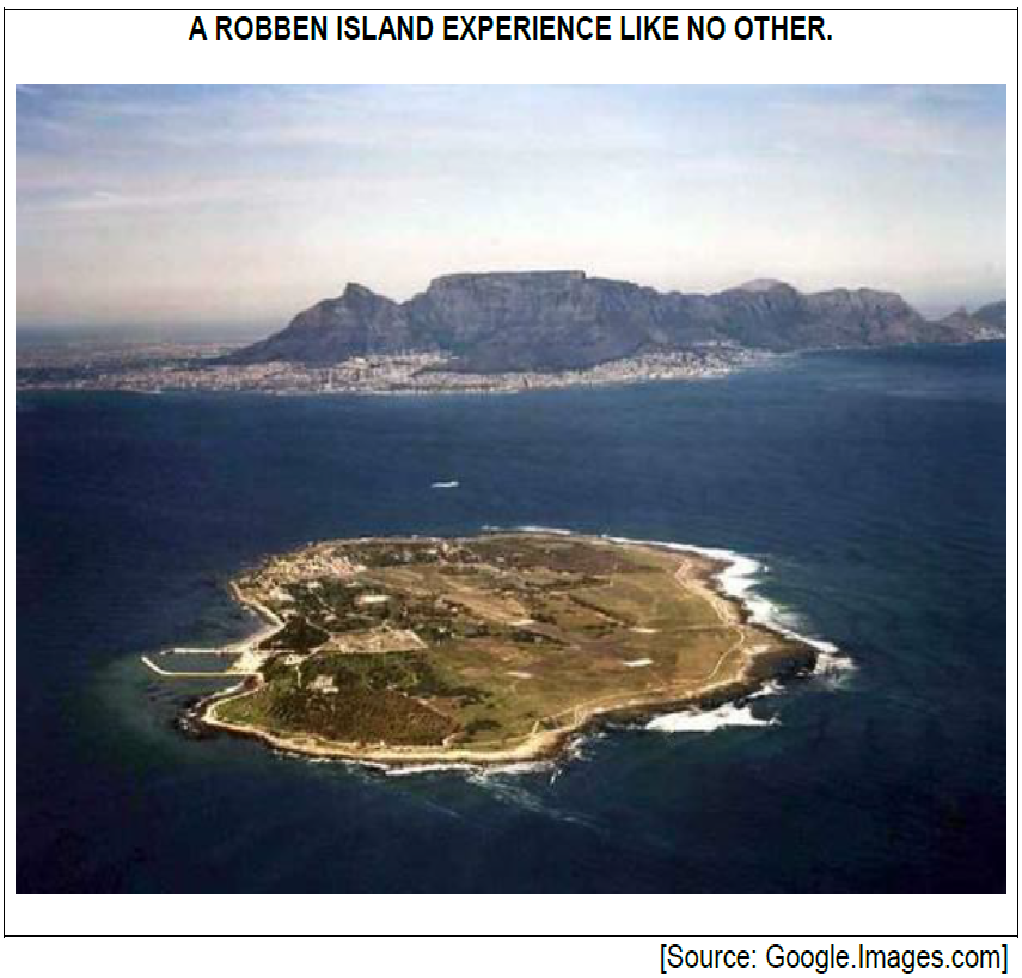 A ROBBEN ISLAND EXPERIENCE LIKE NO OTHER.
[Source: Google.Images.com]